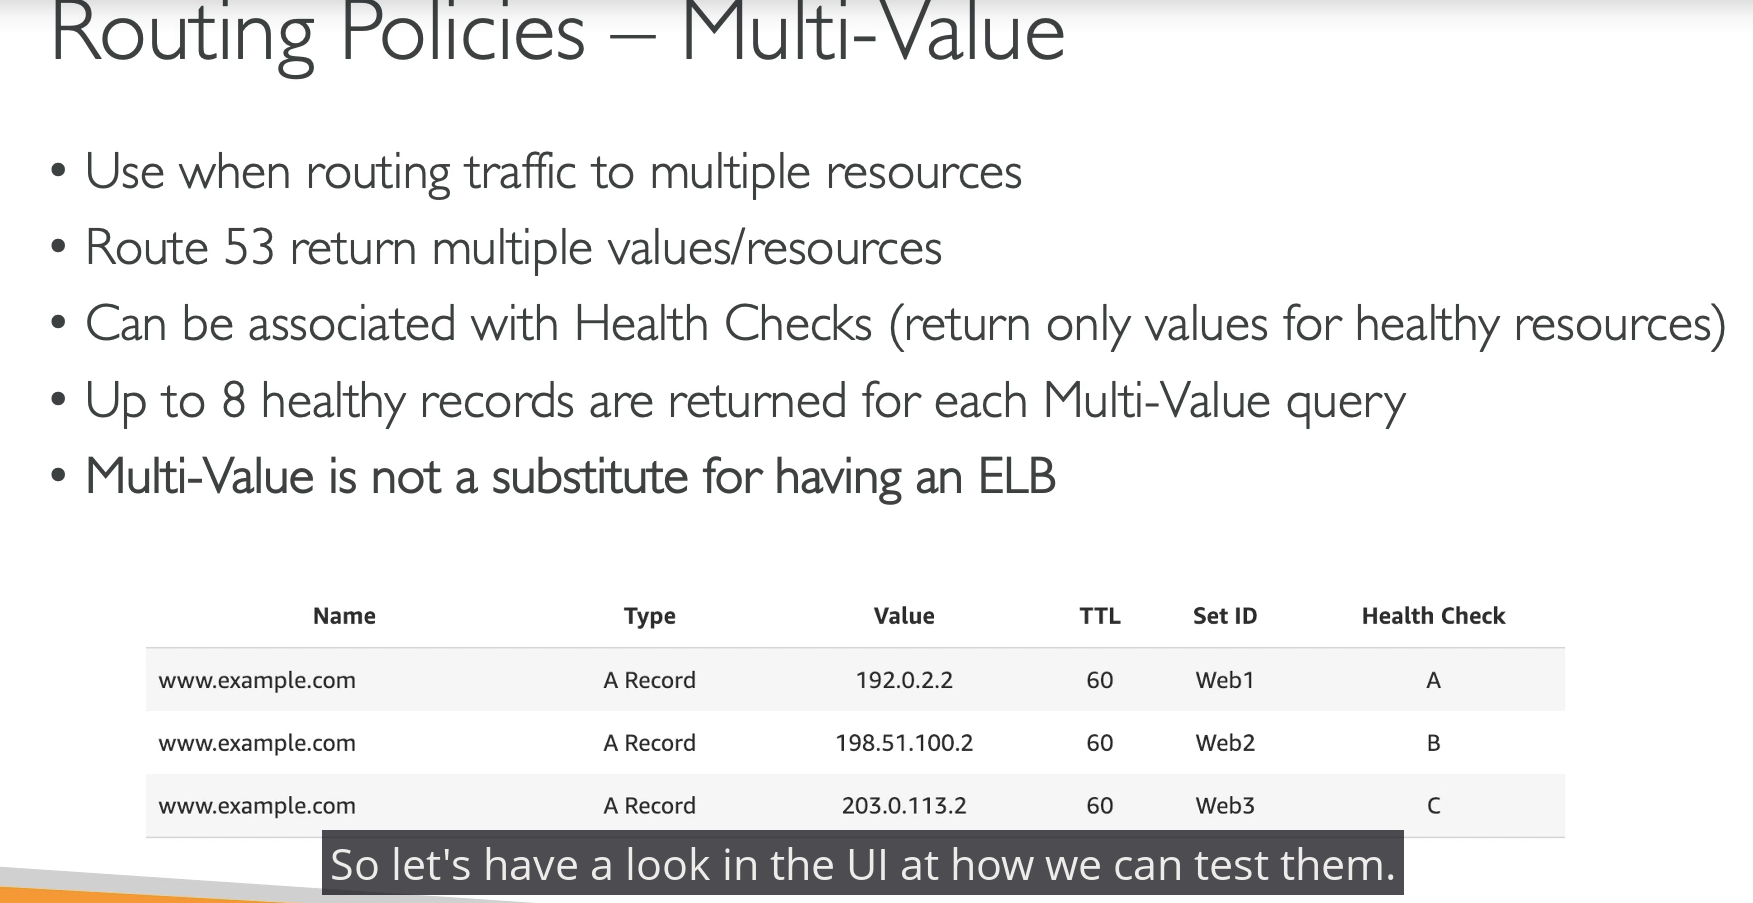 Routing Policies – Multi-Value
• Use when routing traffic to multiple resources
• Route 53 return multiple values/resources
• Can be associated with Health Checks (return only values for healthy resources)
• Up to 8 healthy records are returned for each Multi-Value query
• Multi-Value is not a substitute for having an ELB
Name Type Value TTL Set ID Health Check
www.example.com A Record 192.0.2.2 60 Web1 A
www.example.com A Record 198.51.100.2 60 Web2 B
www.example.com A Record 203.0.113.2 60 Web3 C
So let's have a look in the UI at how we can test them.